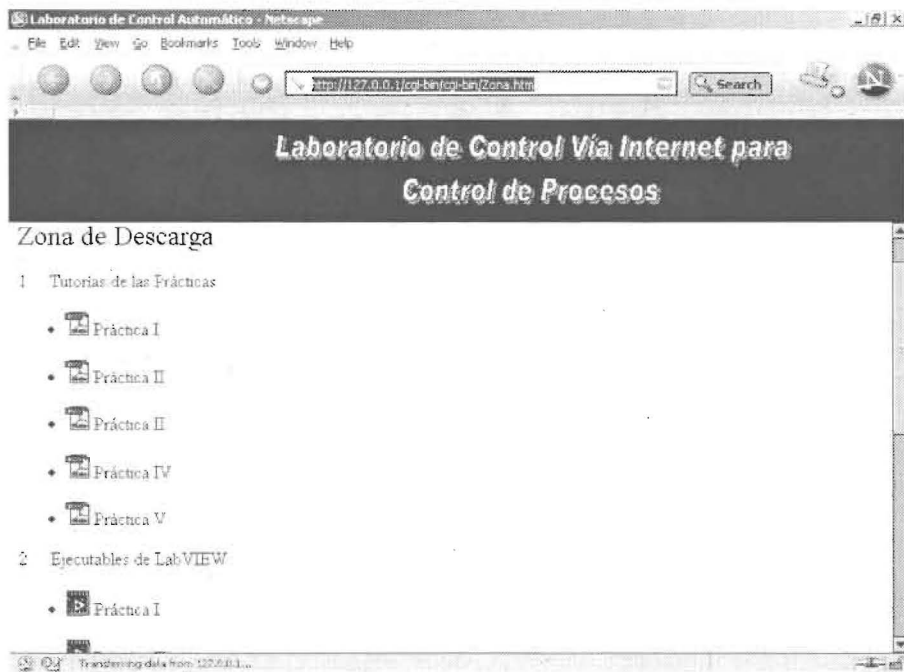 Laboratorio de Control Automático - Netscape
File Edit View Go Bookmarks Tools Window Help
http://127.0.0.1/cgi-bin/cgi-bin/Zona.htm
Search
N
Laboratorio de Control Vía Internet para
Control de Procesos
Zona de Descarga
1 Tutorias de las Prácticas
• Práctica I
• Práctica II
• Práctica II
• Práctica IV
• Práctica V
2 Ejecutables de LabVIEW
• Práctica I
Transferring data from 127.0.0.1...